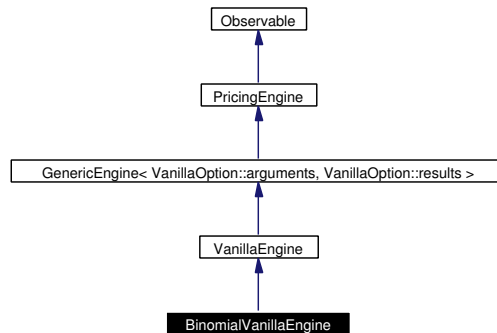 Observable
PricingEngine
GenericEngine< VanillaOption::arguments, VanillaOption::results >
VanillaEngine
BinomialVanillaEngine